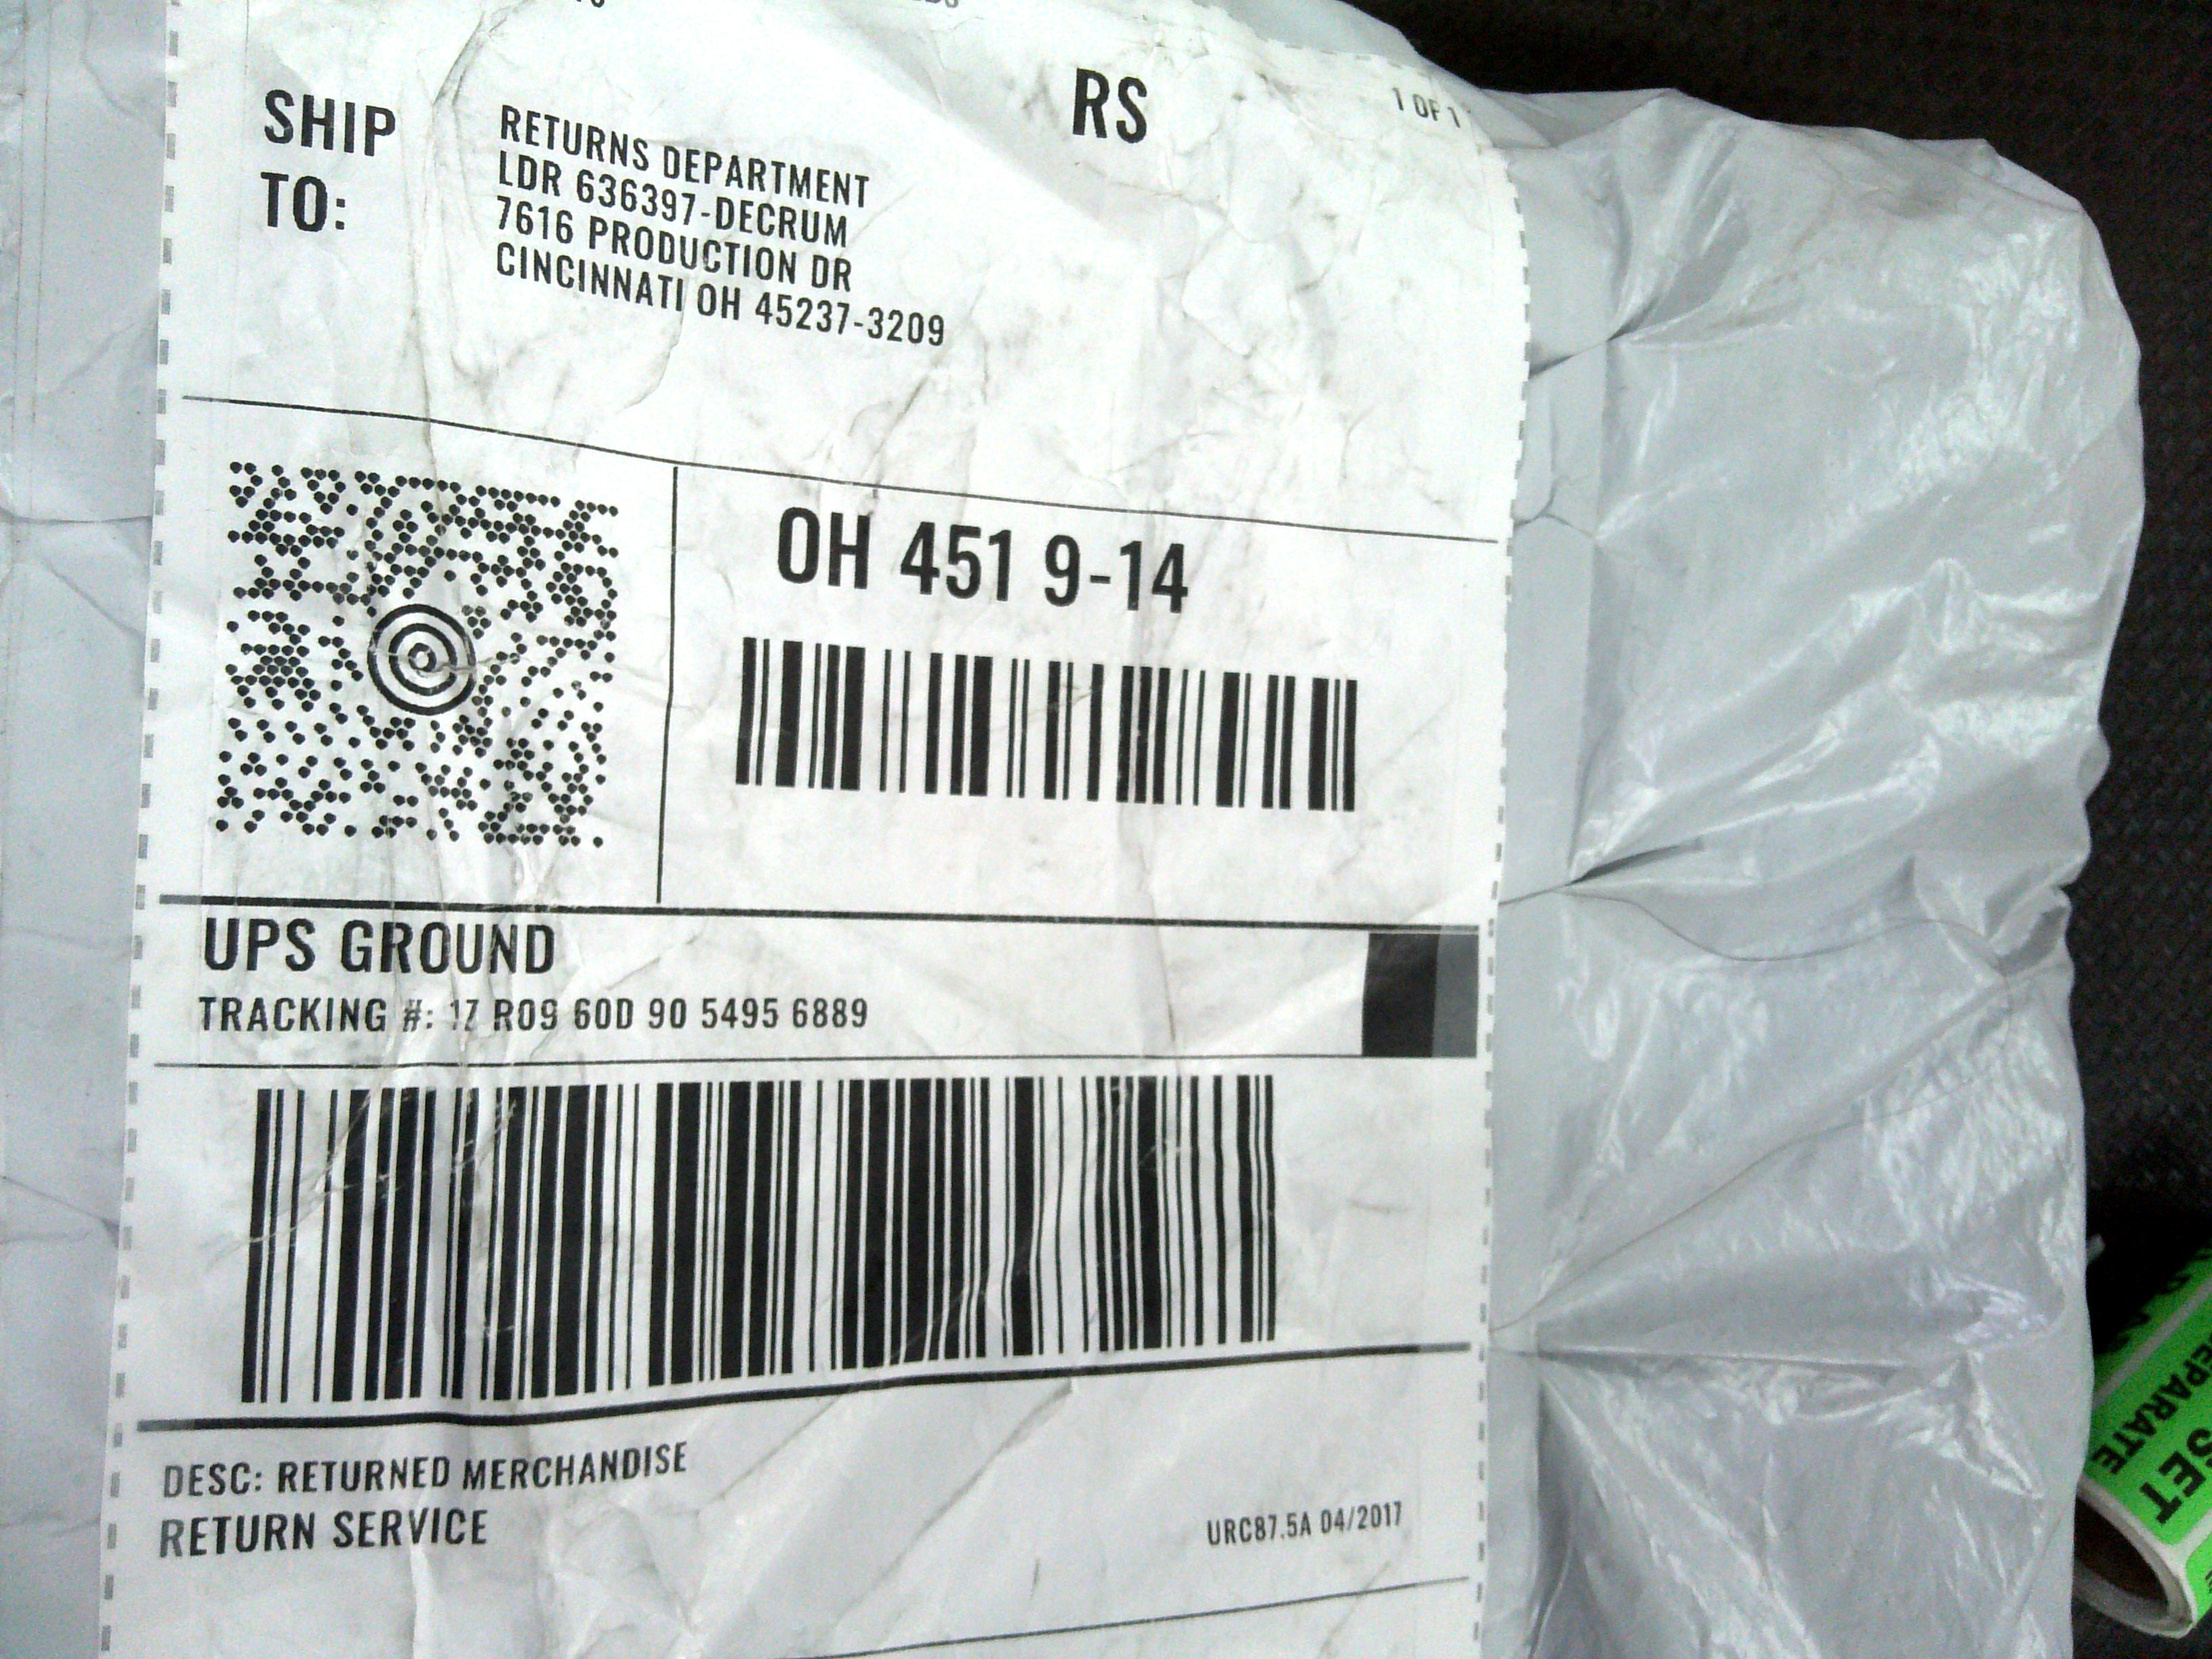 SHIP
TO:
RETURNS DEPARTMENT
LDR 636397-DECRUM
7616 PRODUCTION DR
CINCINNATI OH 45237-3209
RS
1 OF 1
OH 451 9-14
UPS GROUND
TRACKING #: 1Z R09 60D 90 5495 6889
DESC: RETURNED MERCHANDISE
RETURN SERVICE
URC87.5A 04/2017
SET
EPARATE